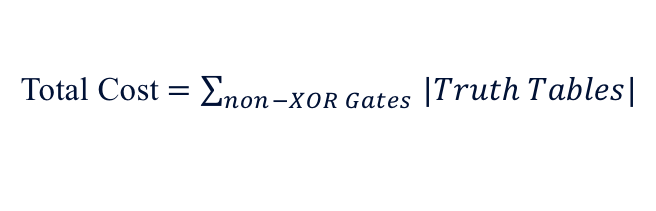 Total Cost = ∑non−XOR Gates |Truth Tables|